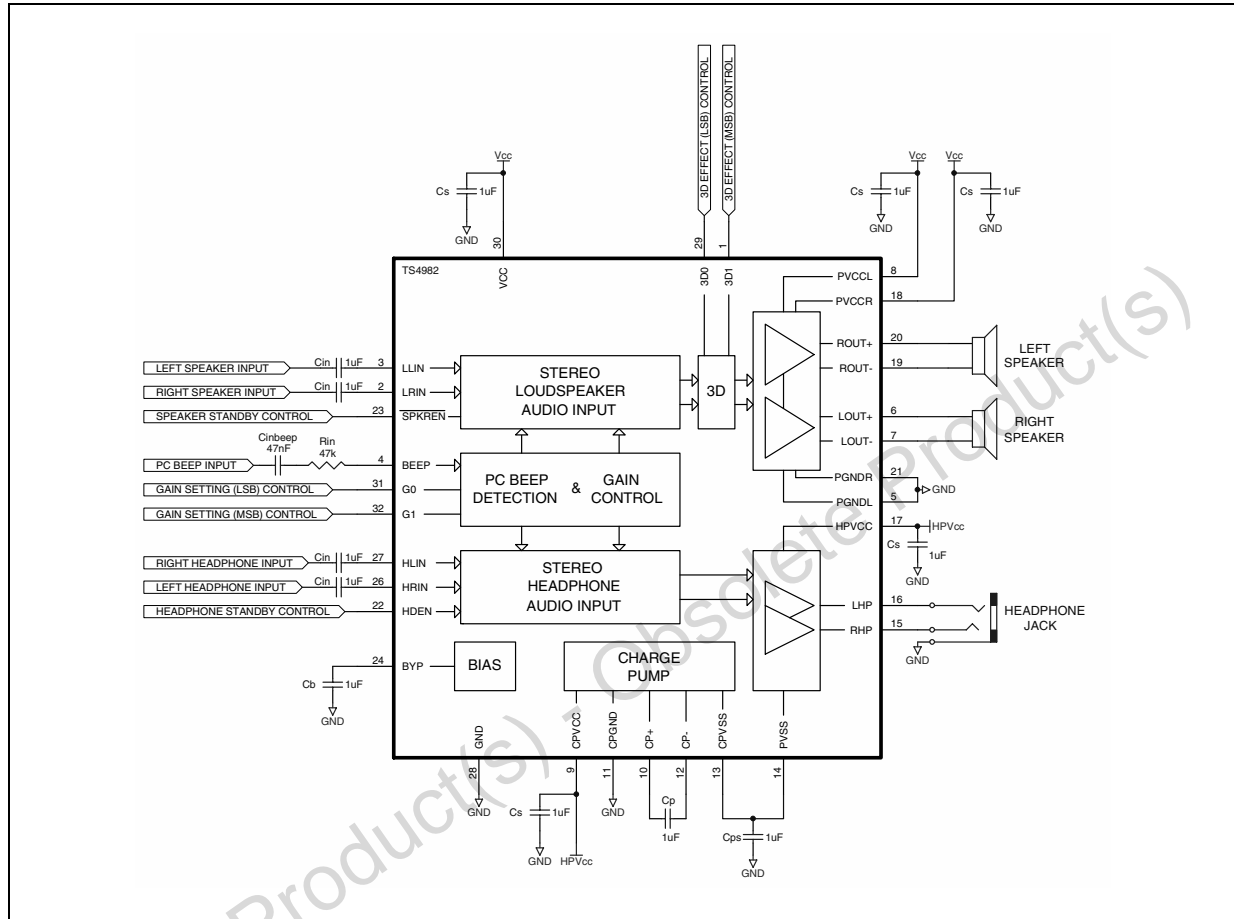 3D EFFECT (LSB) CONTROL
3D EFFECT (MSB) CONTROL
Vcc
Cs
1uF
GND
30
VCC
29
3D0
1
3D1
Vcc
Vcc
Cs
1uF
GND
Cs
1uF
GND
TS4982
PVCCL
8
PVCCR
18
ROUT+
20
ROUT-
19
LEFT
SPEAKER
LOUT+
6
LOUT-
7
RIGHT
SPEAKER
PGNDR
21
PGNDL
5
GND
LEFT SPEAKER INPUT
Cin
1uF
3
LLIN
RIGHT SPEAKER INPUT
Cin
1uF
2
LRIN
SPEAKER STANDBY CONTROL
23
SPKREN
STEREO
LOUDSPEAKER
AUDIO INPUT
3D
Cinbeep
47nF
Rin
47k
PC BEEP INPUT
4
BEEP
GAIN SETTING (LSB) CONTROL
31
G0
GAIN SETTING (MSB) CONTROL
32
G1
PC BEEP
DETECTION
&
GAIN
CONTROL
HPVCC
17
HPVcc
Cs
1uF
GND
RIGHT HEADPHONE INPUT
Cin
1uF
27
HLIN
LEFT HEADPHONE INPUT
Cin
1uF
26
HRIN
HEADPHONE STANDBY CONTROL
22
HDEN
STEREO
HEADPHONE
AUDIO INPUT
LHP
16
RHP
15
GND
HEADPHONE
JACK
24
BYP
BIAS
Cb
1uF
GND
CHARGE
PUMP
GND
28
GND
CPVCC
9
CPGND
11
GND
CP+
10
CP-
12
CPVSS
13
PVSS
14
Cs
1uF
GND
HPVcc
Cp
1uF
Cps
1uF
GND
Product(s) - Obsolete Product(s)